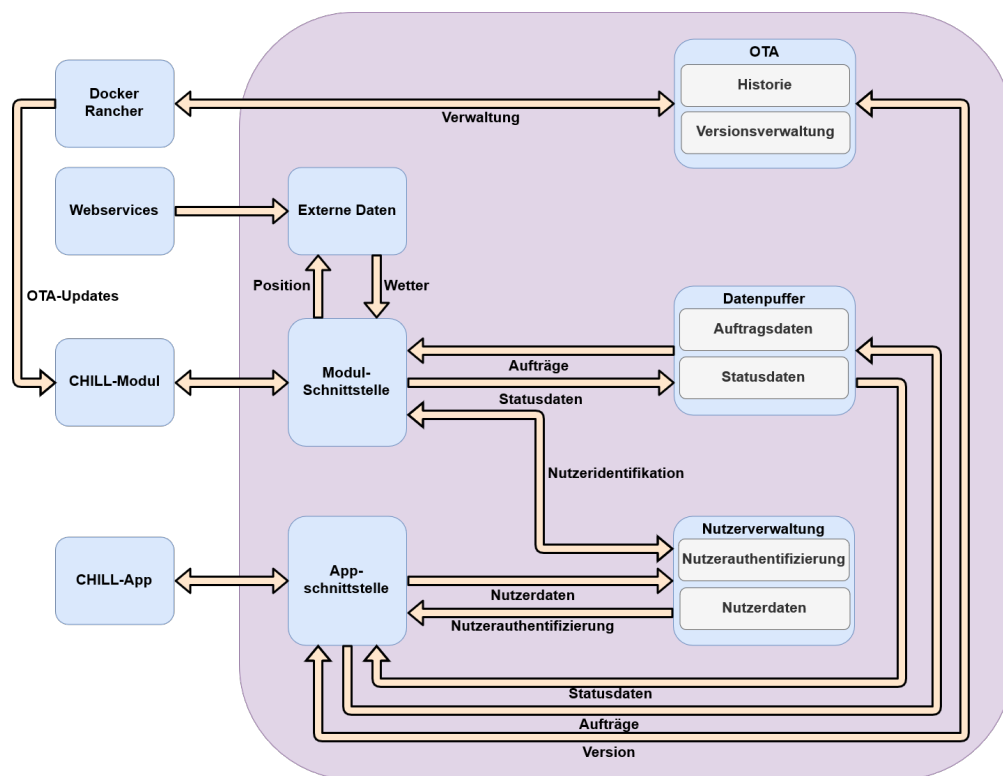 OTA
Docker
Rancher
Historie
Verwaltung
Versionsverwaltung
Webservices
Externe Daten
Position
Wetter
OTA-Updates
Datenpuffer
Auftragsdaten
CHILL-Modul
Modul-
Schnittstelle
Aufträge
Statusdaten
Statusdaten
Nutzeridentifikation
Nutzerverwaltung
Nutzerauthentifizierung
CHILL-App
App-
schnittstelle
Nutzerdaten
Nutzerdaten
Nutzerauthentifizierung
Statusdaten
Aufträge
Version